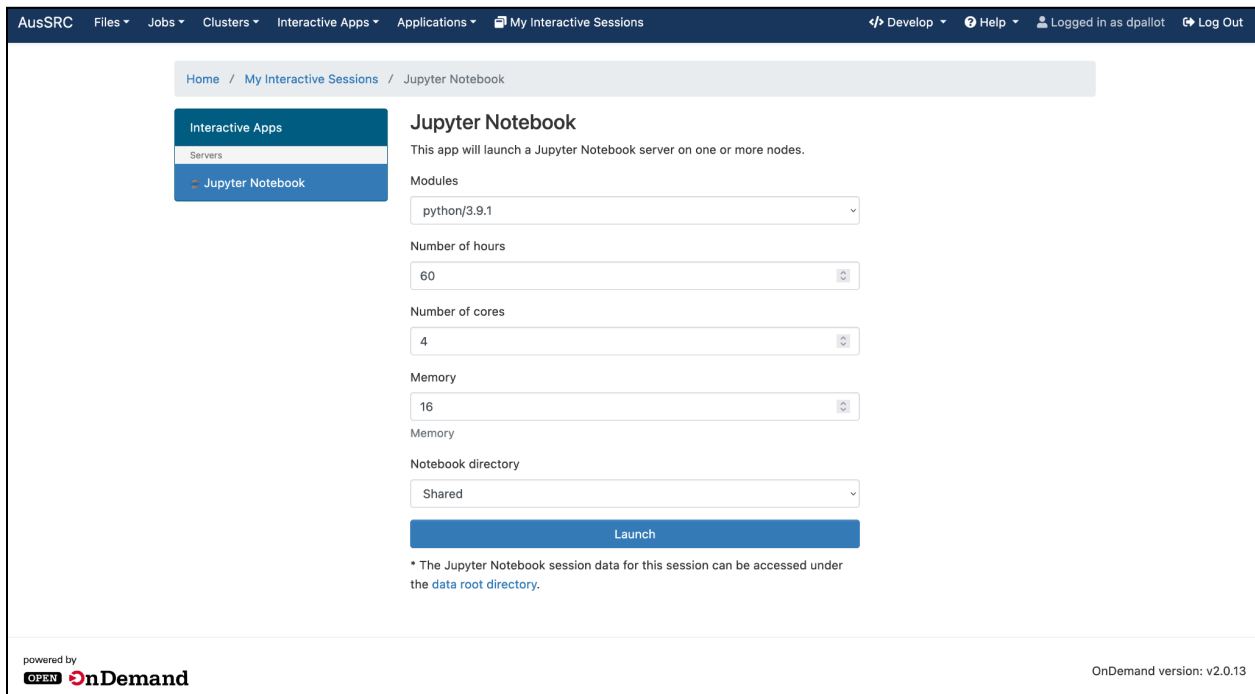 AusSRC Files Jobs Clusters Interactive Apps Applications My Interactive Sessions </> Develop Help Logged in as dpallot Log Out
Home / My Interactive Sessions / Jupyter Notebook
Interactive Apps
Servers
Jupyter Notebook
Jupyter Notebook
This app will launch a Jupyter Notebook server on one or more nodes.
Modules
python/3.9.1
Number of hours
60
Number of cores
4
Memory
16
Memory
Notebook directory
Shared
Launch
* The Jupyter Notebook session data for this session can be accessed under
the data root directory.
powered by
OPEN OnDemand
OnDemand version: v2.0.13